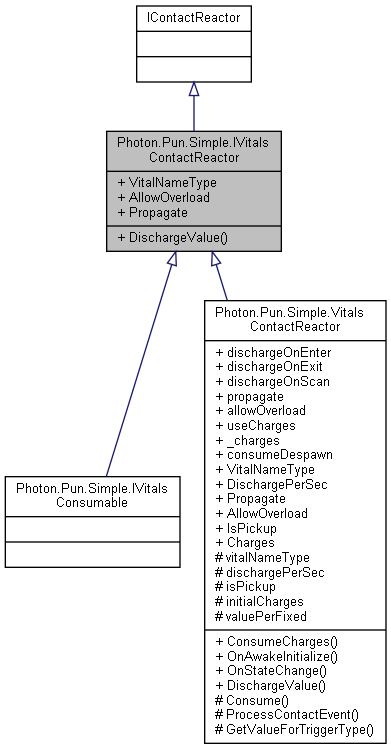 IContactReactor
Photon.Pun.Simple.IVitals
ContactReactor
+ VitalNameType
+ AllowOverload
+ Propagate
+ DischargeValue()
Photon.Pun.Simple.IVitals
Consumable
Photon.Pun.Simple.Vitals
ContactReactor
+ dischargeOnEnter
+ dischargeOnExit
+ dischargeOnScan
+ propagate
+ allowOverload
+ useCharges
+ _charges
+ consumeDespawn
+ VitalNameType
+ DischargePerSec
+ Propagate
+ AllowOverload
+ IsPickup
+ Charges
# vitalNameType
# dischargePerSec
# isPickup
# initialCharges
# valuePerFixed
+ ConsumeCharges()
+ OnAwakeInitialize()
+ OnStateChange()
+ DischargeValue()
# Consume()
# ProcessContactEvent()
# GetValueForTriggerType()